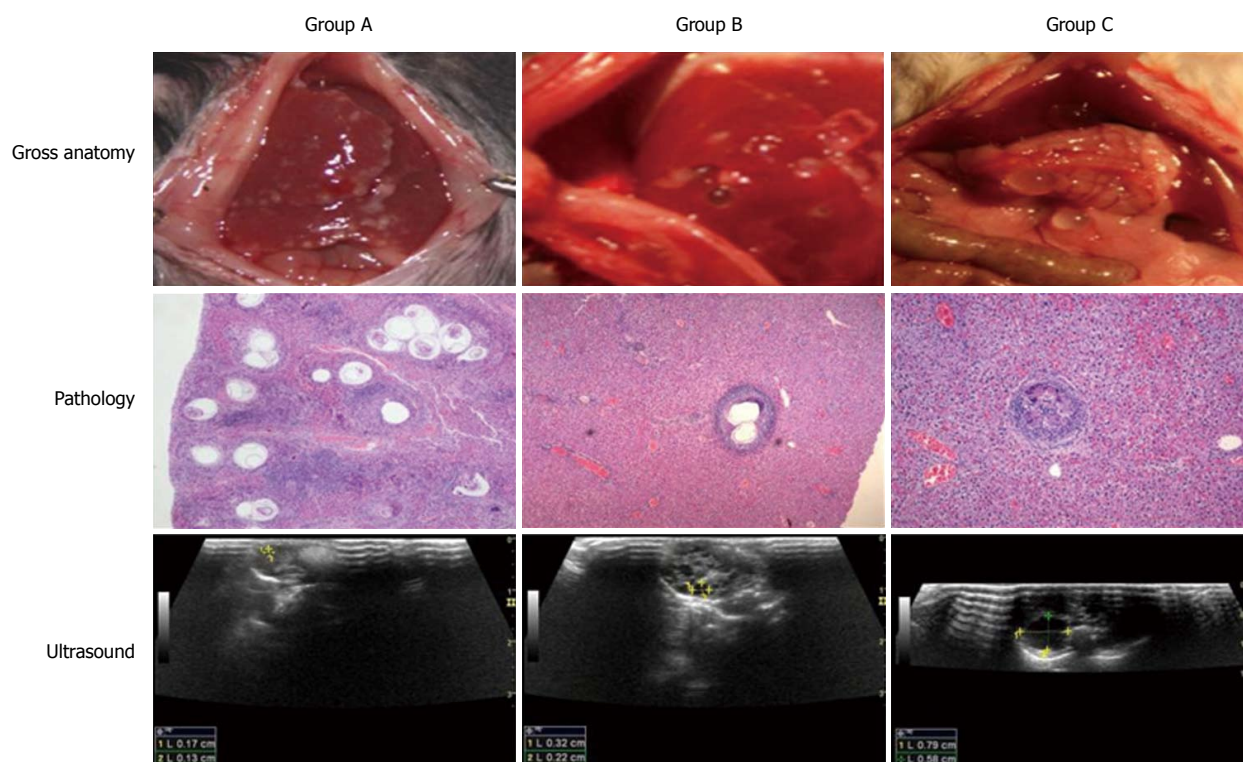 Group A
Group B
Group C
Gross anatomy
Pathology
Ultrasound
1 L 0.17 cm
2 L 0.13 cm
1 L 0.32 cm
2 L 0.22 cm
1 L 0.79 cm
L 0.58 cm